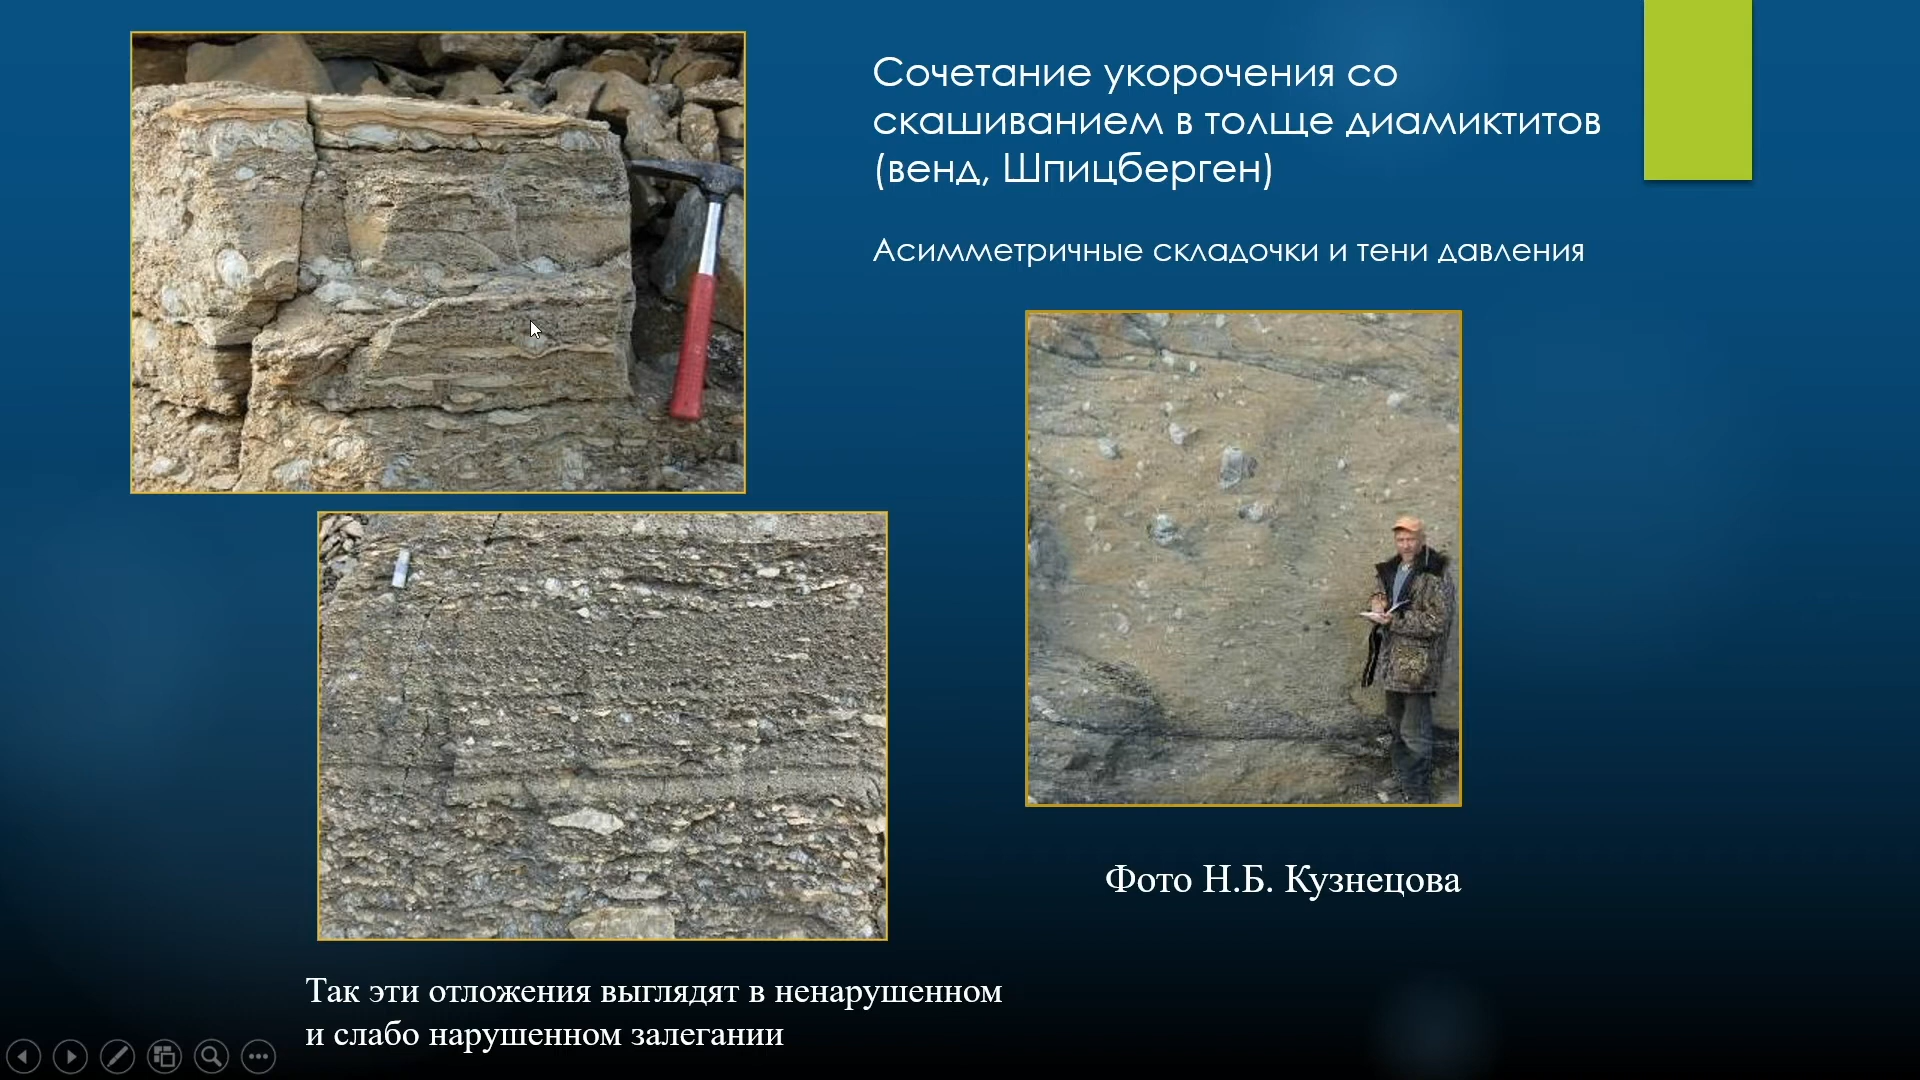 Сочетание укорочения со
скашиванием в толще диамиктитов
(венд, Шпицберген)
Асимметричные складочки и тени давления
Фото Н.Б. Кузнецова
Так эти отложения выглядят в ненарушенном
и слабо нарушенном залегании